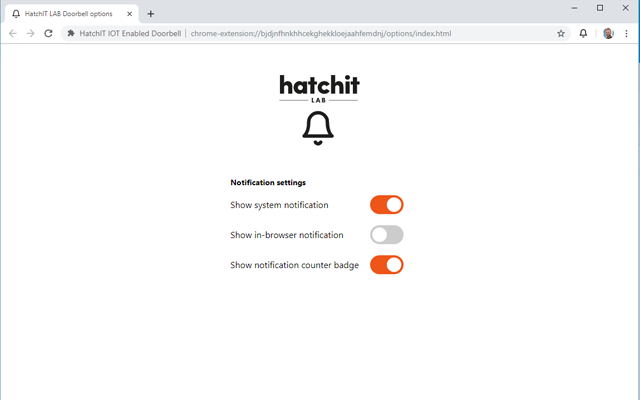 HatchIT LAB Doorbell options
HatchIT IOT Enabled Doorbell | chrome-extension://bjdjnfhnkhhcekghekkloejaahfemdnj/options/index.html
hatchit
LAB
Notification settings
Show system notification
Show in-browser notification
Show notification counter badge